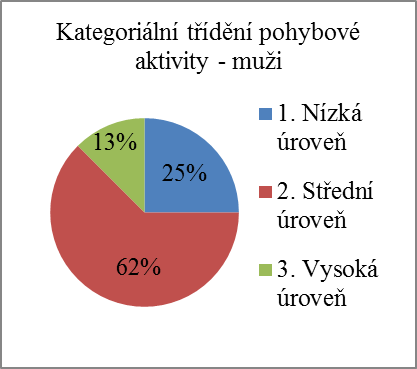 Kategoriální třídění pohybové
aktivity - muži
13%
25%
62%
1. Nízká
úroveň
2. Střední
úroveň
3. Vysoká
úroveň